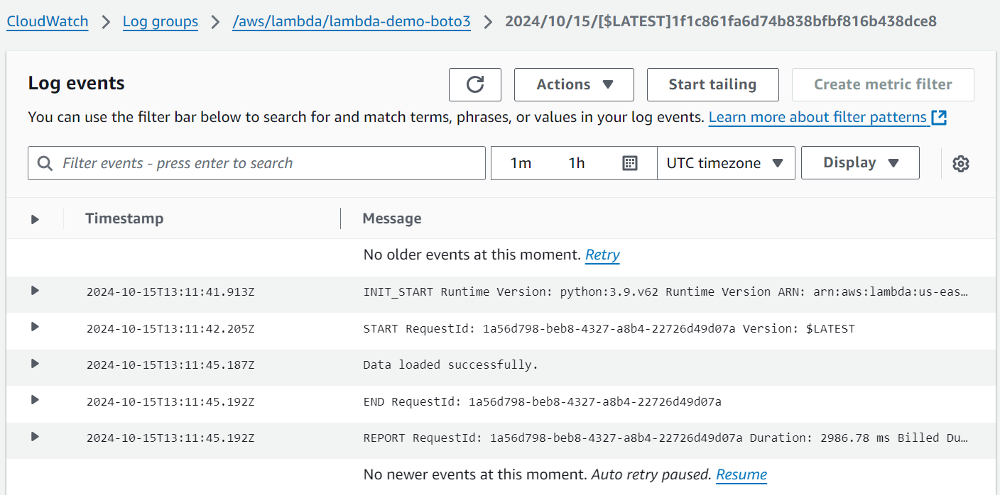 CloudWatch > Log groups > /aws/lambda/lambda-demo-boto3 > 2024/10/15/[$LATEST]1f1c861fa6d74b838bfbf816b438dce8
Log events
Actions
Start tailing
Create metric filter
You can use the filter bar below to search for and match terms, phrases, or values in your log events. Learn more about filter patterns
Filter events - press enter to search
1m 1h
UTC timezone
Display
Timestamp Message
No older events at this moment. Retry
2024-10-15T13:11:41.913Z INIT_START Runtime Version: python:3.9.v62 Runtime Version ARN: arn:aws:lambda:us-eas…
2024-10-15T13:11:42.205Z START RequestId: 1a56d798-beb8-4327-a8b4-22726d49d07a Version: $LATEST
2024-10-15T13:11:45.187Z Data loaded successfully.
2024-10-15T13:11:45.192Z END RequestId: 1a56d798-beb8-4327-a8b4-22726d49d07a
2024-10-15T13:11:45.192Z REPORT RequestId: 1a56d798-beb8-4327-a8b4-22726d49d07a Duration: 2986.78 ms Billed Du…
No newer events at this moment. Auto retry paused. Resume